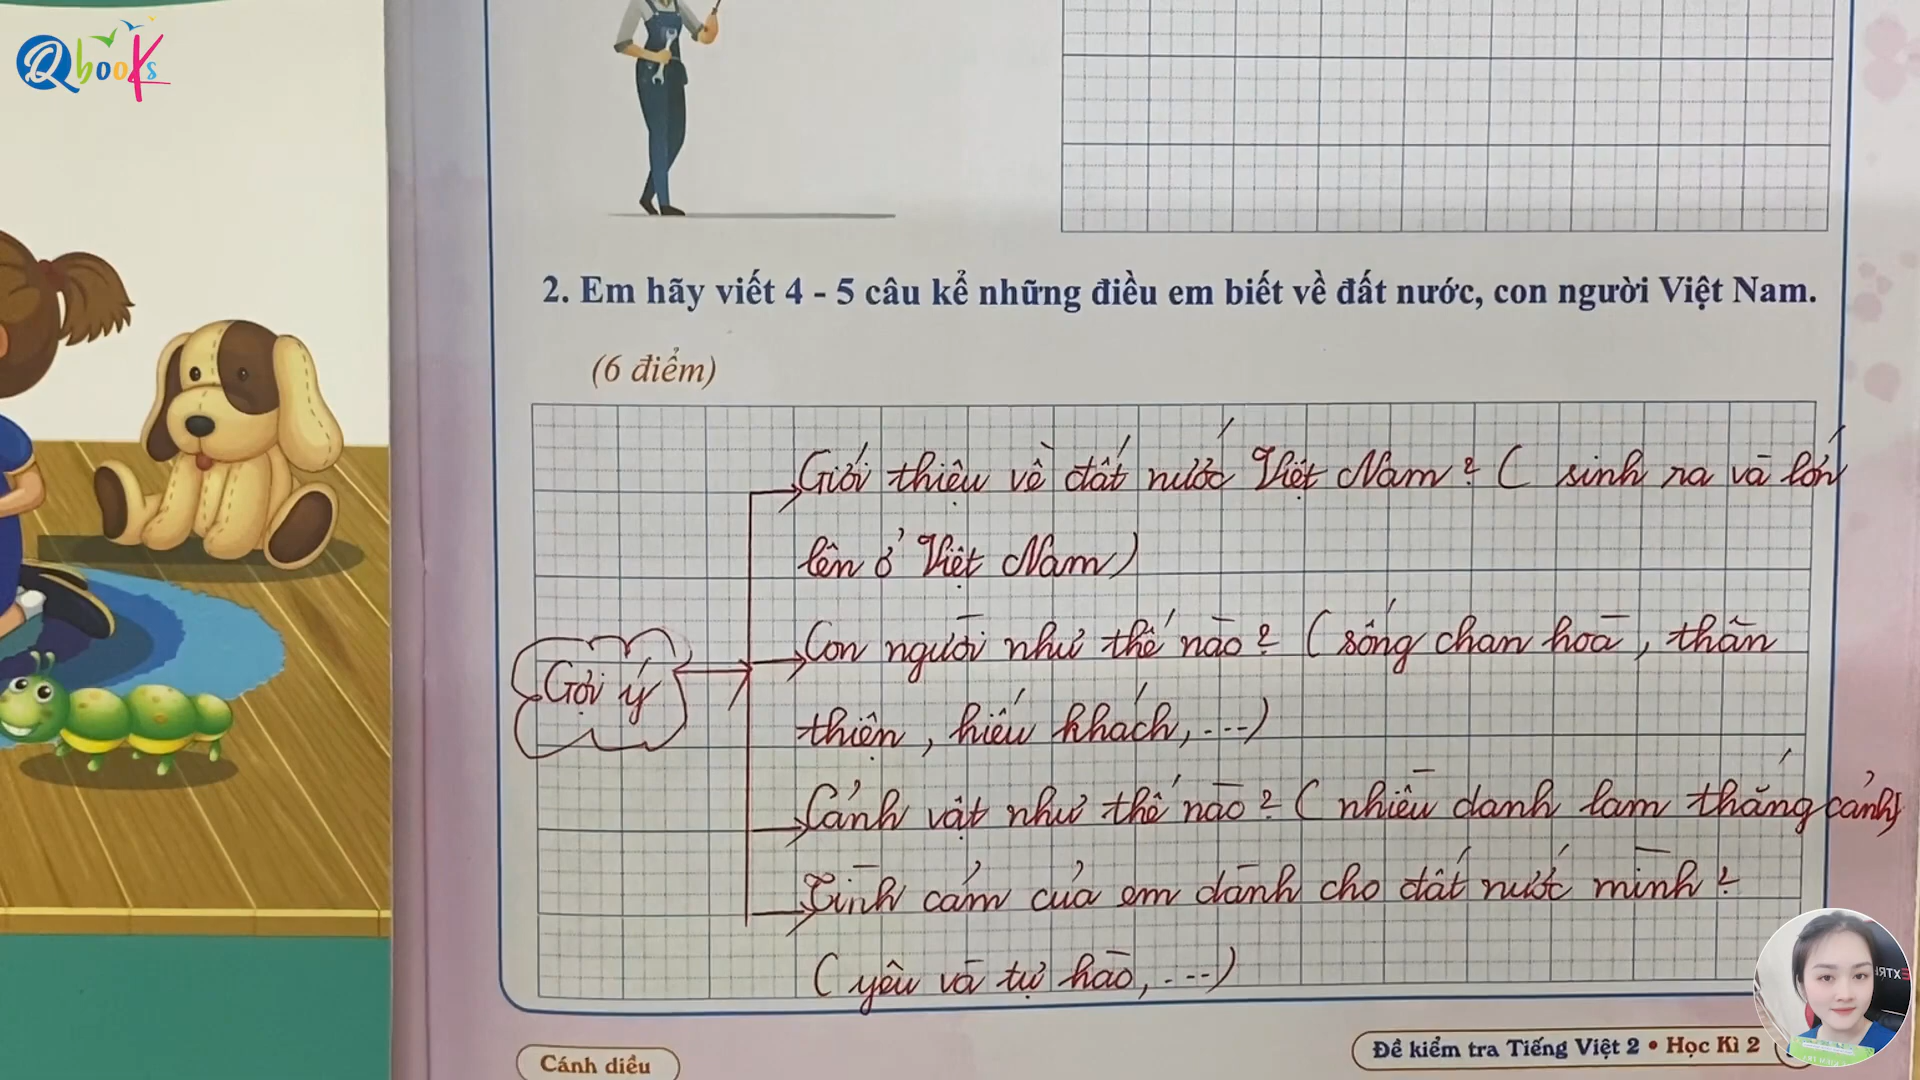 Qbooks
2. Em hãy viết 4 - 5 câu kể những điều em biết về đất nước, con người Việt Nam.
(6 điểm)
Giới thiệu về đất nước Việt Nam? ( sinh ra và lớn
lên ở Việt Nam)
Con người như thế nào? ( sống chan hoà, thân
Gợi ý
thiện, hiếu khách, ...)
Cảnh vật như thế nào? ( nhiều danh lam thắng cảnh)
Tình cảm của em dành cho đất nước mình?
( yêu và tự hào, ...)
Cánh diều
Đề kiểm tra Tiếng Việt 2 • Học Kì 2